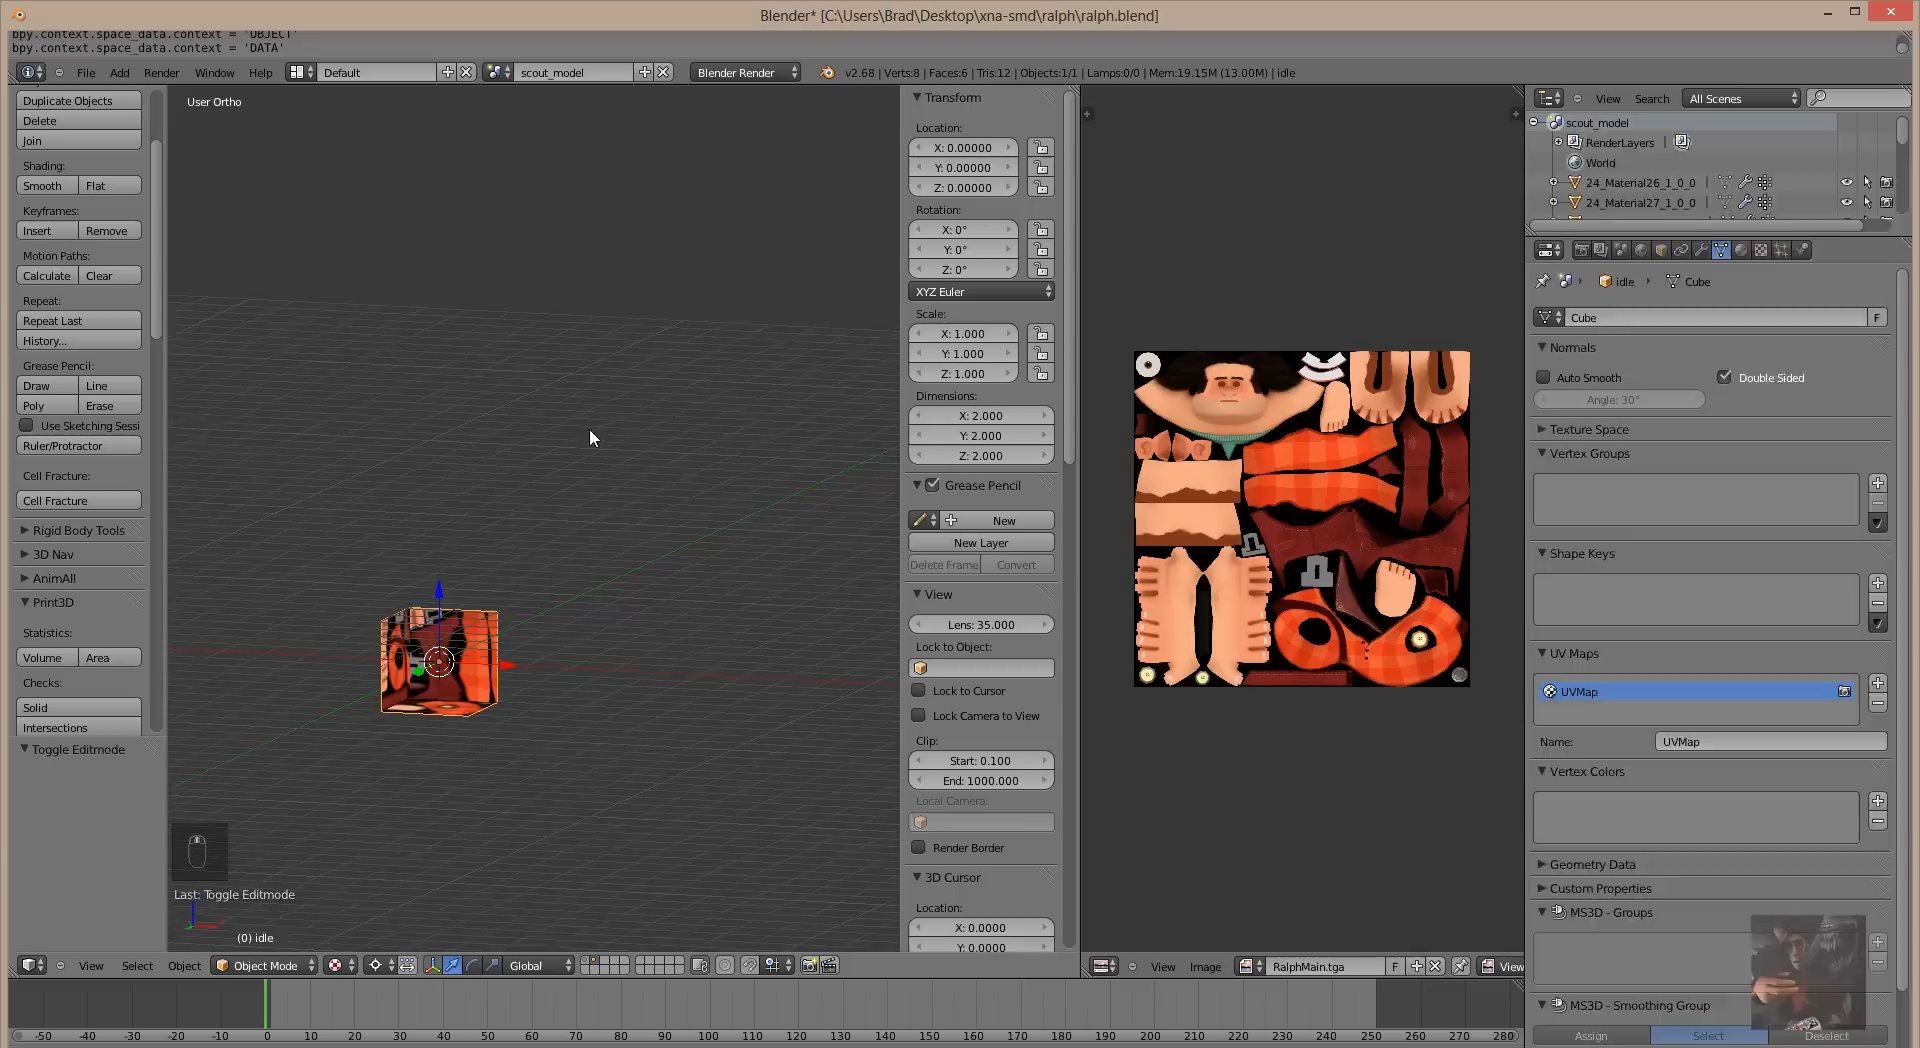 Blender* [C:\Users\Brad\Desktop\xna-smd\ralph\ralph.blend]
bpy.context.space_data.context = 'OBJECT'
bpy.context.space_data.context = 'DATA'
File Add Render Window Help Default scout_model Blender Render v2.68 | Verts:8 | Faces:6 | Tris:12 | Objects:1/1 | Lamps:0/0 | Mem:19.15M (13.00M) | idle
Duplicate Objects
Delete
Join
Shading:
Smooth Flat
Keyframes:
Insert Remove
Motion Paths:
Calculate Clear
Repeat:
Repeat Last
History...
Grease Pencil:
Draw Line
Poly Erase
Use Sketching Sessi
Ruler/Protractor
Cell Fracture:
Cell Fracture
Rigid Body Tools
3D Nav
AnimAll
Print3D
Statistics:
Volume Area
Checks:
Solid
Intersections
Toggle Editmode
User Ortho
Last: Toggle Editmode
(0) idle
Transform
Location:
X: 0.00000
Y: 0.00000
Z: 0.00000
Rotation:
X: 0°
Y: 0°
Z: 0°
XYZ Euler
Scale:
X: 1.000
Y: 1.000
Z: 1.000
Dimensions:
X: 2.000
Y: 2.000
Z: 2.000
Grease Pencil
New
New Layer
Delete Frame Convert
View
Lens: 35.000
Lock to Object:
Lock to Cursor
Lock Camera to View
Clip:
Start: 0.100
End: 1000.000
Local Camera:
Render Border
3D Cursor
Location:
X: 0.0000
Y: 0.0000
View Search All Scenes
scout_model
RenderLayers |
World
24_Material26_1_0_0 |
24_Material27_1_0_0 |
idle Cube
Cube F
Normals
Auto Smooth Double Sided
Angle: 30°
Texture Space
Vertex Groups
Shape Keys
UV Maps
UVMap
Name: UVMap
Vertex Colors
Geometry Data
Custom Properties
MS3D - Groups
MS3D - Smoothing Group
Assign Select Deselect
View Select Object Object Mode Global
View Image RalphMain.tga F View
-50 -40 -30 -20 -10 0 10 20 30 40 50 60 70 80 90 100 110 120 130 140 150 160 170 180 190 200 210 220 230 240 250 260 270 280